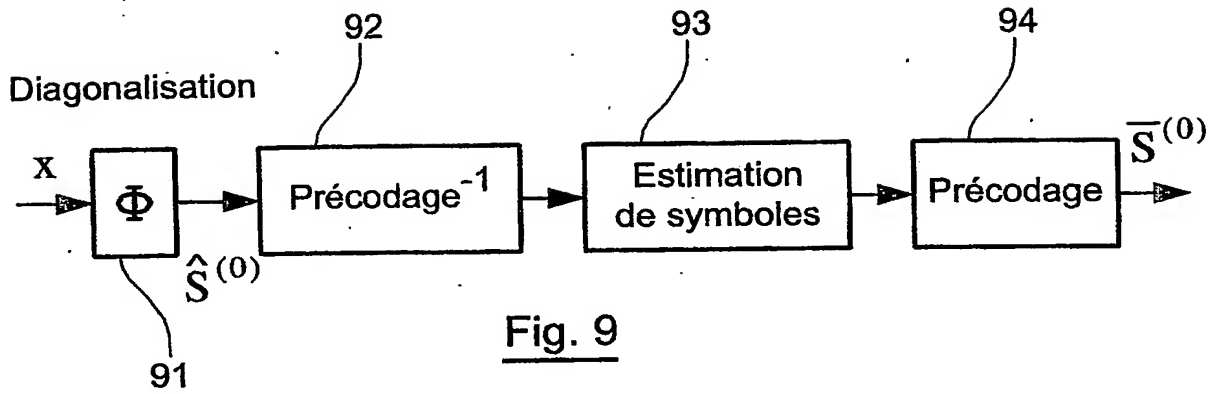 92
93
94
Diagonalisation
x
Φ
Ŝ⁽⁰⁾
Précodage⁻¹
Estimation
de symboles
Précodage
S̅⁽⁰⁾
91
Fig. 9